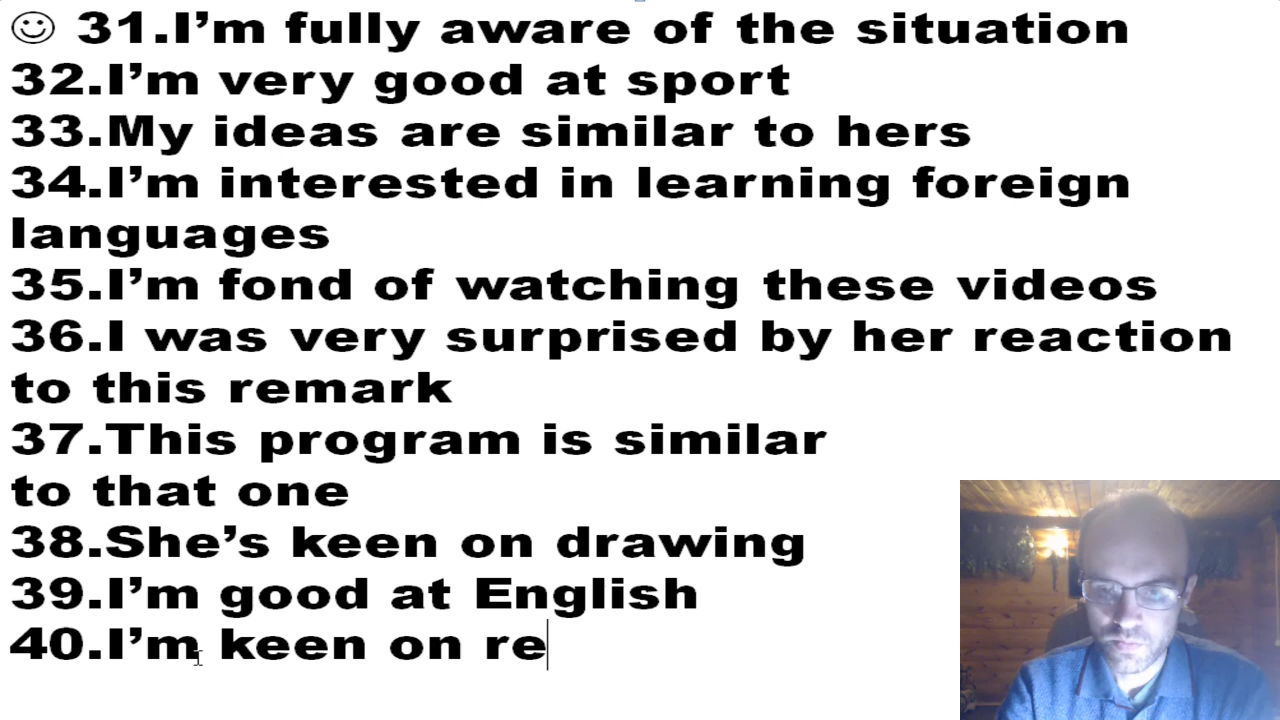 ☺ 31.I’m fully aware of the situation
32.I’m very good at sport
33.My ideas are similar to hers
34.I’m interested in learning foreign
languages
35.I’m fond of watching these videos
36.I was very surprised by her reaction
to this remark
37.This program is similar
to that one
38.She’s keen on drawing
39.I’m good at English
40.I’m keen on re